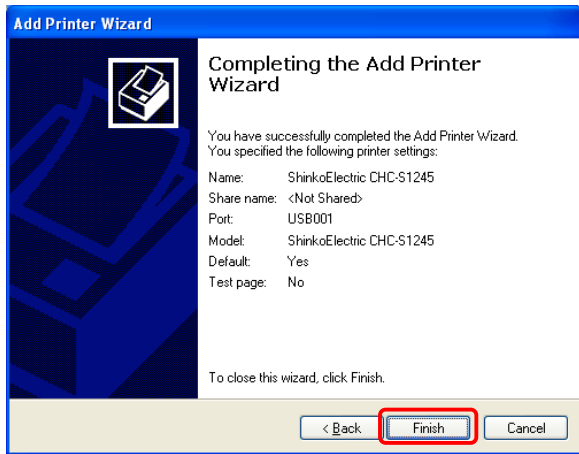 Add Printer Wizard
Completing the Add Printer
Wizard
You have successfully completed the Add Printer Wizard.
You specified the following printer settings:
Name: ShinkoElectric CHC-S1245
Share name: <Not Shared>
Port: USB001
Model: ShinkoElectric CHC-S1245
Default: Yes
Test page: No
To close this wizard, click Finish.
< Back Finish Cancel